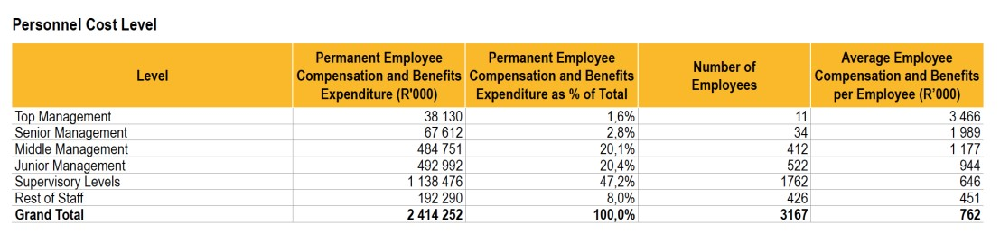 Personnel Cost Level
Level
Permanent Employee
Compensation and Benefits
Expenditure (R'000)
Permanent Employee
Compensation and Benefits
Expenditure as % of Total
Number of
Employees
Average Employee
Compensation and Benefits
per Employee (R’000)
Top Management 38 130 1,6% 11 3 466
Senior Management 67 612 2,8% 34 1 989
Middle Management 484 751 20,1% 412 1 177
Junior Management 492 992 20,4% 522 944
Supervisory Levels 1 138 476 47,2% 1762 646
Rest of Staff 192 290 8,0% 426 451
Grand Total 2 414 252 100,0% 3167 762